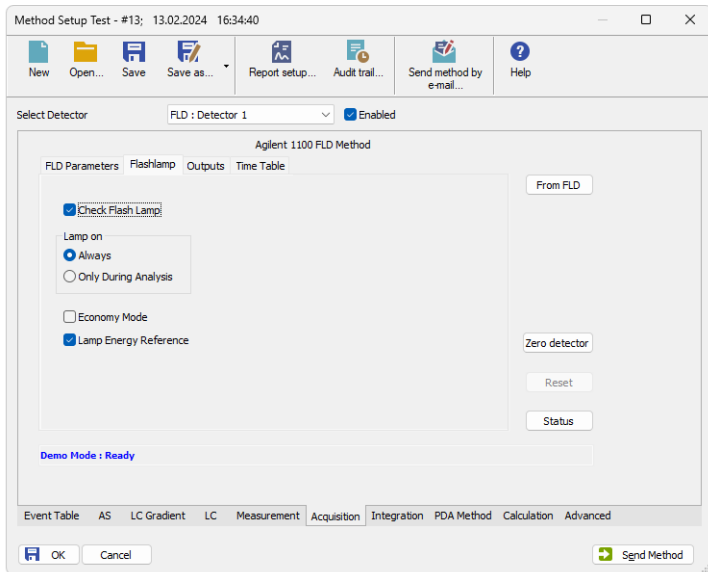 Method Setup Test - #13; 13.02.2024 16:34:40
New Open... Save Save as... Report setup... Audit trail... Send method by e-mail... Help
Select Detector FLD : Detector 1 Enabled
Agilent 1100 FLD Method
FLD Parameters Flashlamp Outputs Time Table
From FLD
Check Flash Lamp
Lamp on
Always
Only During Analysis
Economy Mode
Lamp Energy Reference
Zero detector
Reset
Status
Demo Mode : Ready
Event Table AS LC Gradient LC Measurement Acquisition Integration PDA Method Calculation Advanced
OK Cancel Send Method